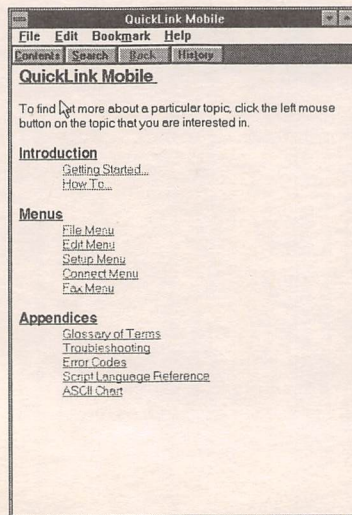 QuickLink Mobile
File Edit Bookmark Help
Contents Search Back History
QuickLink Mobile
To find out more about a particular topic, click the left mouse
button on the topic that you are interested in.
Introduction
Getting Started...
How To...
Menus
File Menu
Edit Menu
Setup Menu
Connect Menu
Fax Menu
Appendices
Glossary of Terms
Troubleshooting
Error Codes
Script Language Reference
ASCII Chart